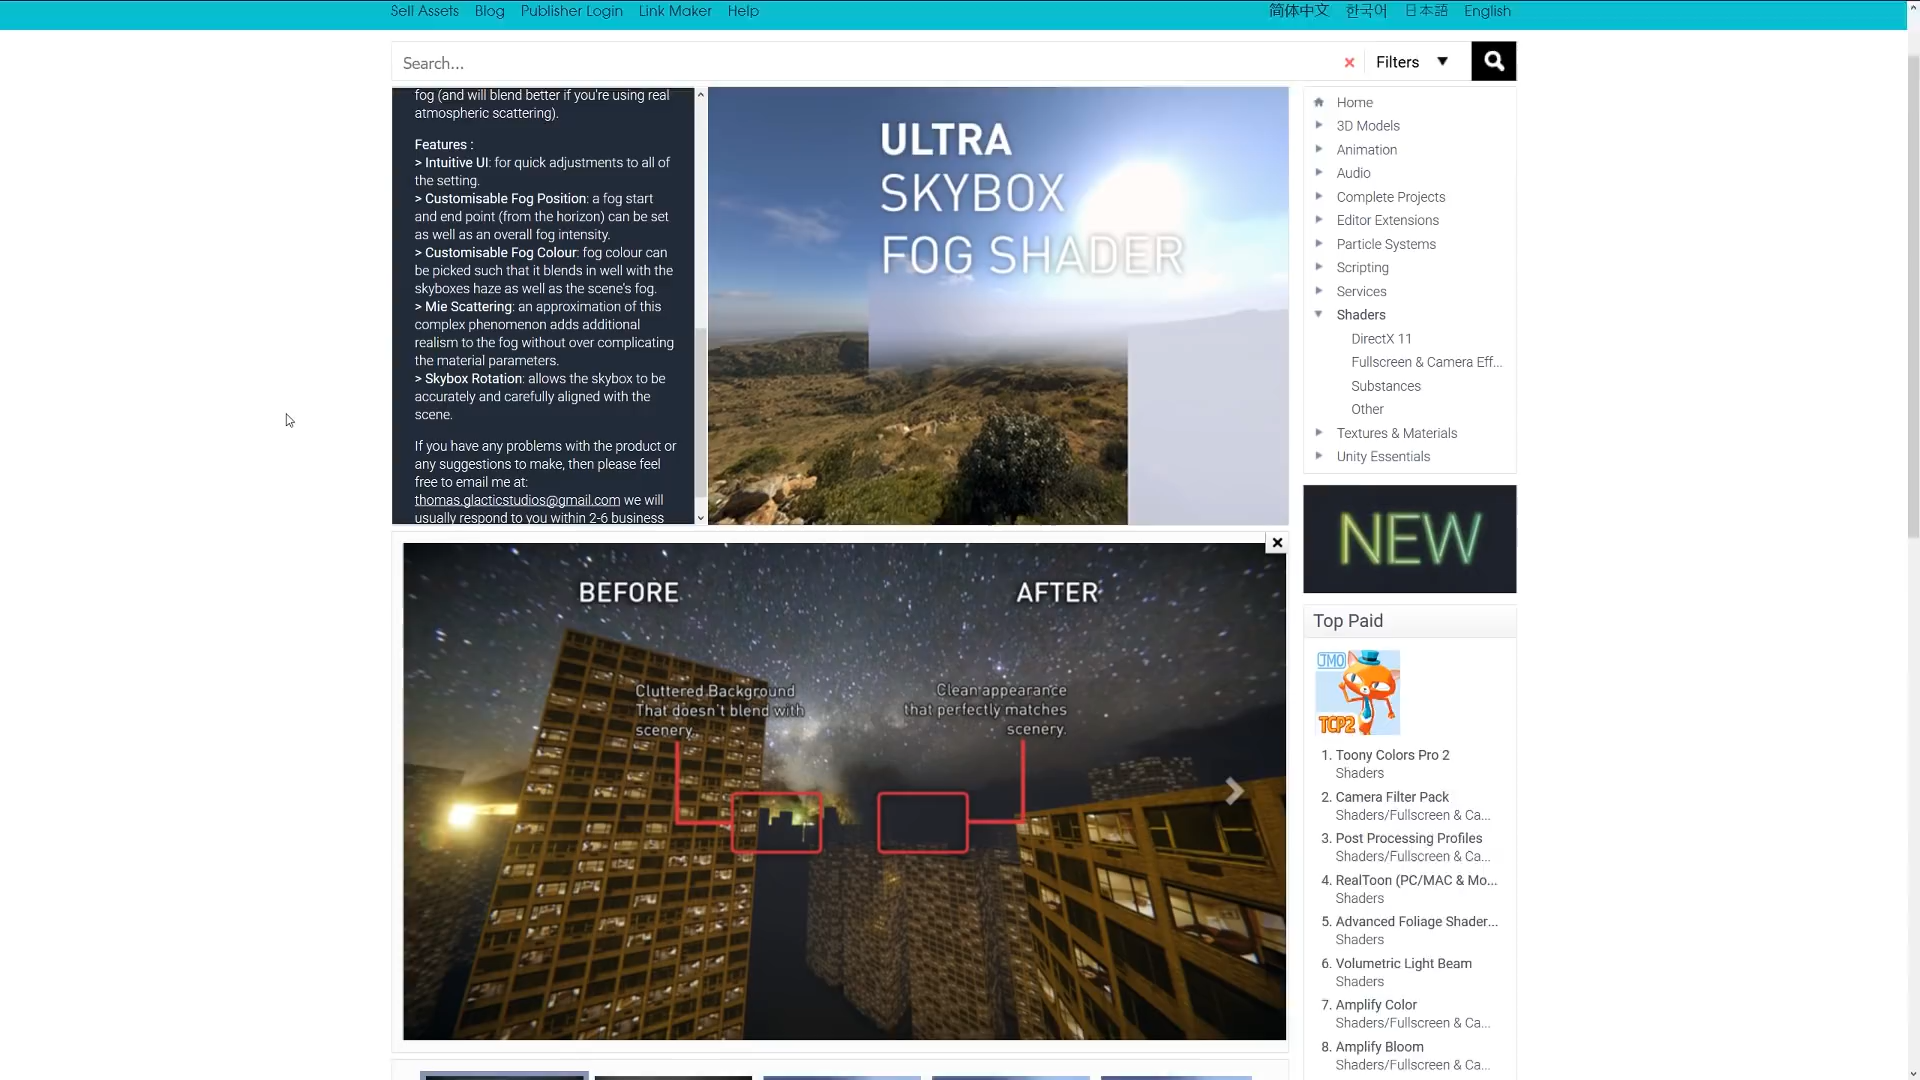 Sell Assets Blog Publisher Login Link Maker Help
简体中文 한국어 日本語 English
Search...
× Filters
fog (and will blend better if you're using real
atmospheric scattering).
Features :
> Intuitive UI: for quick adjustments to all of
the setting.
> Customisable Fog Position: a fog start
and end point (from the horizon) can be set
as well as an overall fog intensity.
> Customisable Fog Colour: fog colour can
be picked such that it blends in well with the
skyboxes haze as well as the scene's fog.
> Mie Scattering: an approximation of this
complex phenomenon adds additional
realism to the fog without over complicating
the material parameters.
> Skybox Rotation: allows the skybox to be
accurately and carefully aligned with the
scene.
If you have any problems with the product or
any suggestions to make, then please feel
free to email me at:
thomas.glacticstudios@gmail.com we will
usually respond to you within 2-6 business
ULTRA
SKYBOX
FOG SHADER
Home
3D Models
Animation
Audio
Complete Projects
Editor Extensions
Particle Systems
Scripting
Services
Shaders
DirectX 11
Fullscreen & Camera Eff...
Substances
Other
Textures & Materials
Unity Essentials
BEFORE
AFTER
Cluttered Background
That doesn't blend with
scenery.
Clean appearance
that perfectly matches
scenery.
NEW
Top Paid
JMO
TCP2
1. Toony Colors Pro 2
Shaders
2. Camera Filter Pack
Shaders/Fullscreen & Ca...
3. Post Processing Profiles
Shaders/Fullscreen & Ca...
4. RealToon (PC/MAC & Mo...
Shaders
5. Advanced Foliage Shader...
Shaders
6. Volumetric Light Beam
Shaders
7. Amplify Color
Shaders/Fullscreen & Ca...
8. Amplify Bloom
Shaders/Fullscreen & Ca...